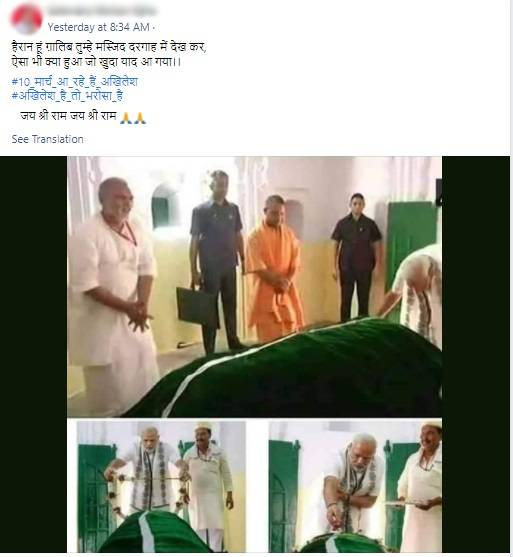 Yesterday at 8:34 AM ·
हैरान हूं ग़ालिब तुम्हे मस्जिद दरगाह में देख कर,
ऐसा भी क्या हुआ जो खुदा याद आ गया।।
#10_मार्च_आ_रहे_हैं_अखिलेश
#अखिलेश_है_तो_भरोसा_है
जय श्री राम जय श्री राम 🙏🙏
See Translation